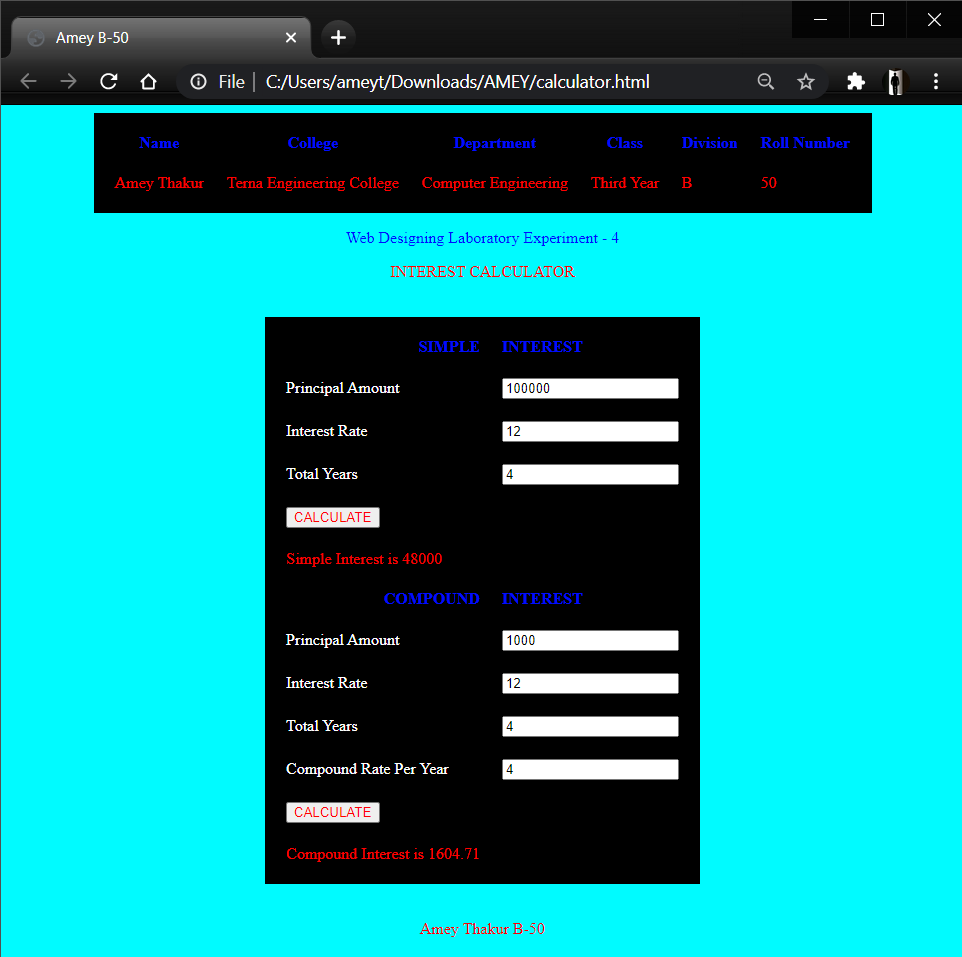 Amey B-50
File | C:/Users/ameyt/Downloads/AMEY/calculator.html
Name College Department Class Division Roll Number
Amey Thakur Terna Engineering College Computer Engineering Third Year B 50
Web Designing Laboratory Experiment - 4
INTEREST CALCULATOR
SIMPLE INTEREST
Principal Amount 100000
Interest Rate 12
Total Years 4
CALCULATE
Simple Interest is 48000
COMPOUND INTEREST
Principal Amount 1000
Interest Rate 12
Total Years 4
Compound Rate Per Year 4
CALCULATE
Compound Interest is 1604.71
Amey Thakur B-50